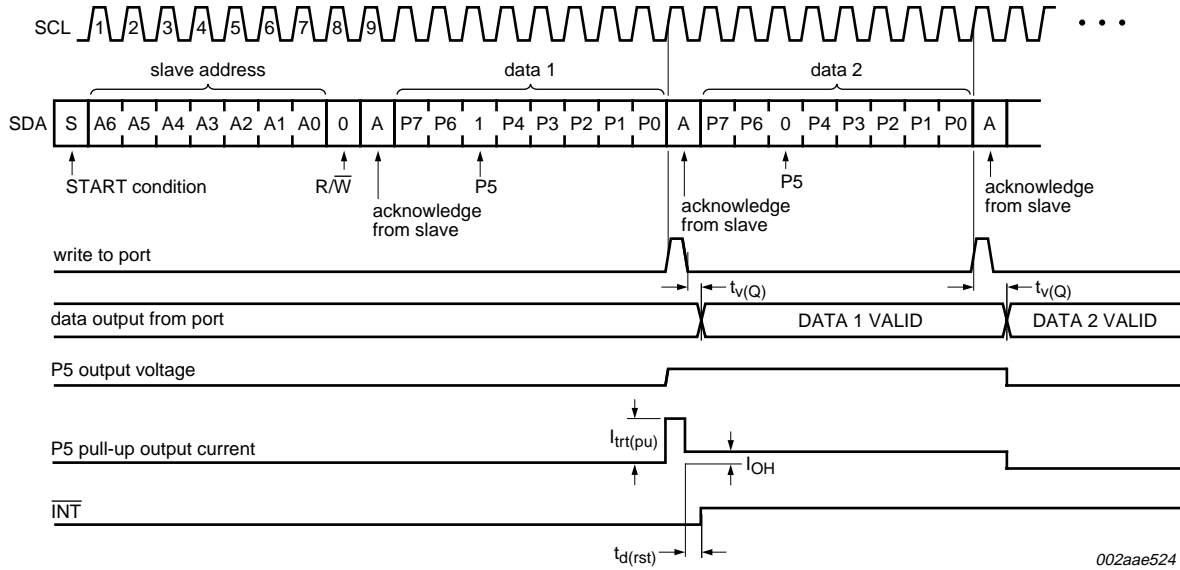 SCL 1 2 3 4 5 6 7 8 9 • • •
slave address data 1 data 2
SDA S A6 A5 A4 A3 A2 A1 A0 0 A P7 P6 1 P4 P3 P2 P1 P0 A P7 P6 0 P4 P3 P2 P1 P0 A
START condition R/W̅ P5 P5
acknowledge
from slave
acknowledge
from slave
acknowledge
from slave
write to port
tv(Q) tv(Q)
data output from port DATA 1 VALID DATA 2 VALID
P5 output voltage
Itrt(pu)
P5 pull-up output current
IOH
I̅N̅T̅
td(rst)
002aae524